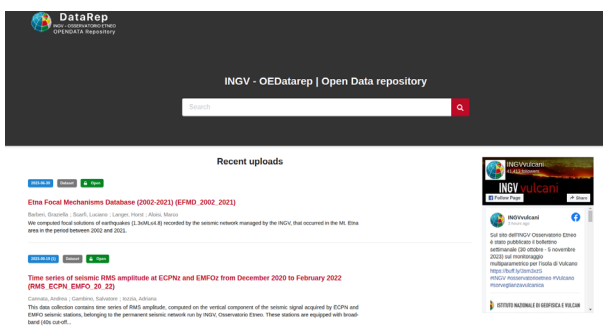 DataRep
INGV - OSSERVATORIO ETNEO
OPENDATA Repository
INGV - OEDatarep | Open Data repository
Search
Recent uploads
2023-06-20 Dataset Open
Etna Focal Mechanisms Database (2002-2021) (EFMD_2002_2021)
Barberi, Graziella ; Scarfì, Luciano ; Langer, Horst ; Aloisi, Marco
We computed focal solutions of earthquakes (1.3≤ML≤4.8) recorded by the seismic network managed by the INGV, that occurred in the Mt. Etna
area in the period between 2002 and 2021.
Dataset Open
Time series of seismic RMS amplitude at ECPNz and EMFOz from December 2020 to February 2022
(RMS_ECPN_EMFO_20_22)
Cannata, Andrea ; Gambino, Salvatore ; Iozzia, Adriana
This data collection contains time series of RMS amplitude, computed on the vertical component of the seismic signal acquired by ECPN and
EMFO seismic stations, belonging to the permanent seismic network run by INGV, Osservatorio Etneo. These stations are equipped with broad-
band (40s cut-off...
INGVvulcani
followers
INGV vulcani
Follow Page Share
INGVvulcani
hours ago
Sul sito dell'INGV Osservatorio Etneo
è stato pubblicato il bollettino
settimanale (30 ottobre - 5 novembre
2023) sul monitoraggio
multiparametrico per l'isola di Vulcano
#INGV #osservatorioetneo #Vulcano
#sorveglianzavulcanica
ISTITUTO NAZIONALE DI GEOFISICA E VULCAN